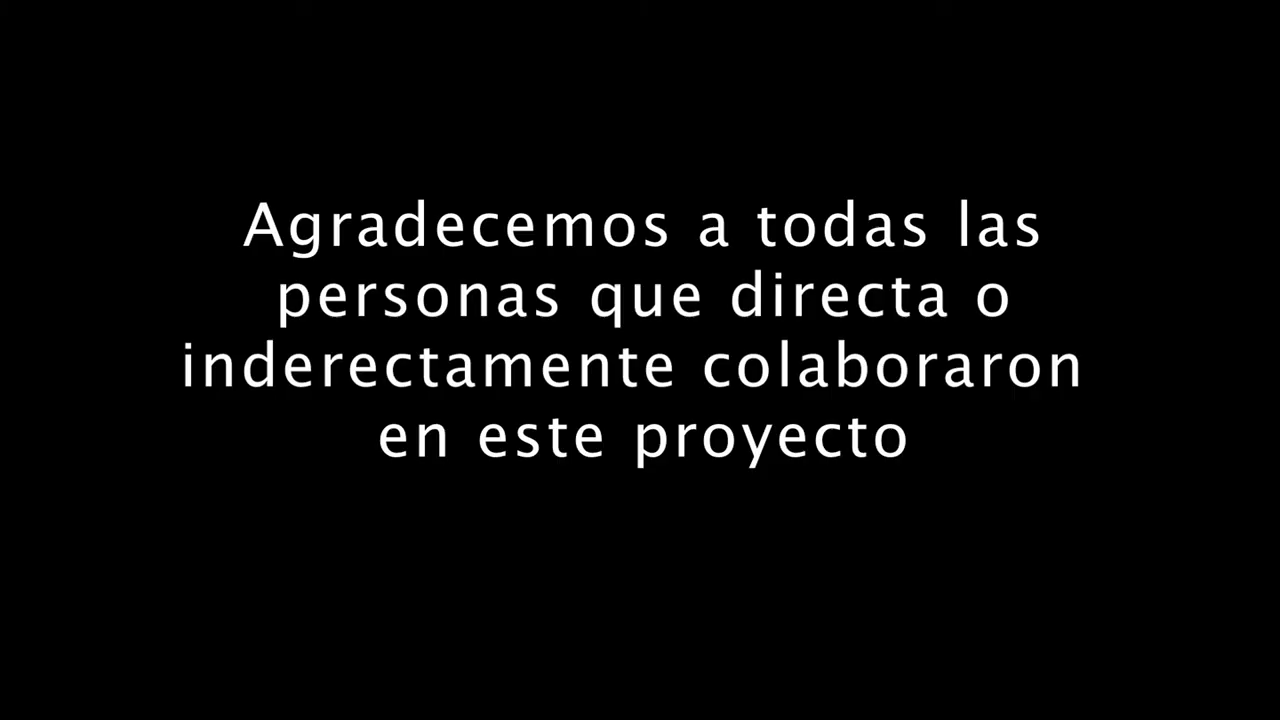 Agradecemos a todas las
personas que directa o
inderectamente colaboraron
en este proyecto